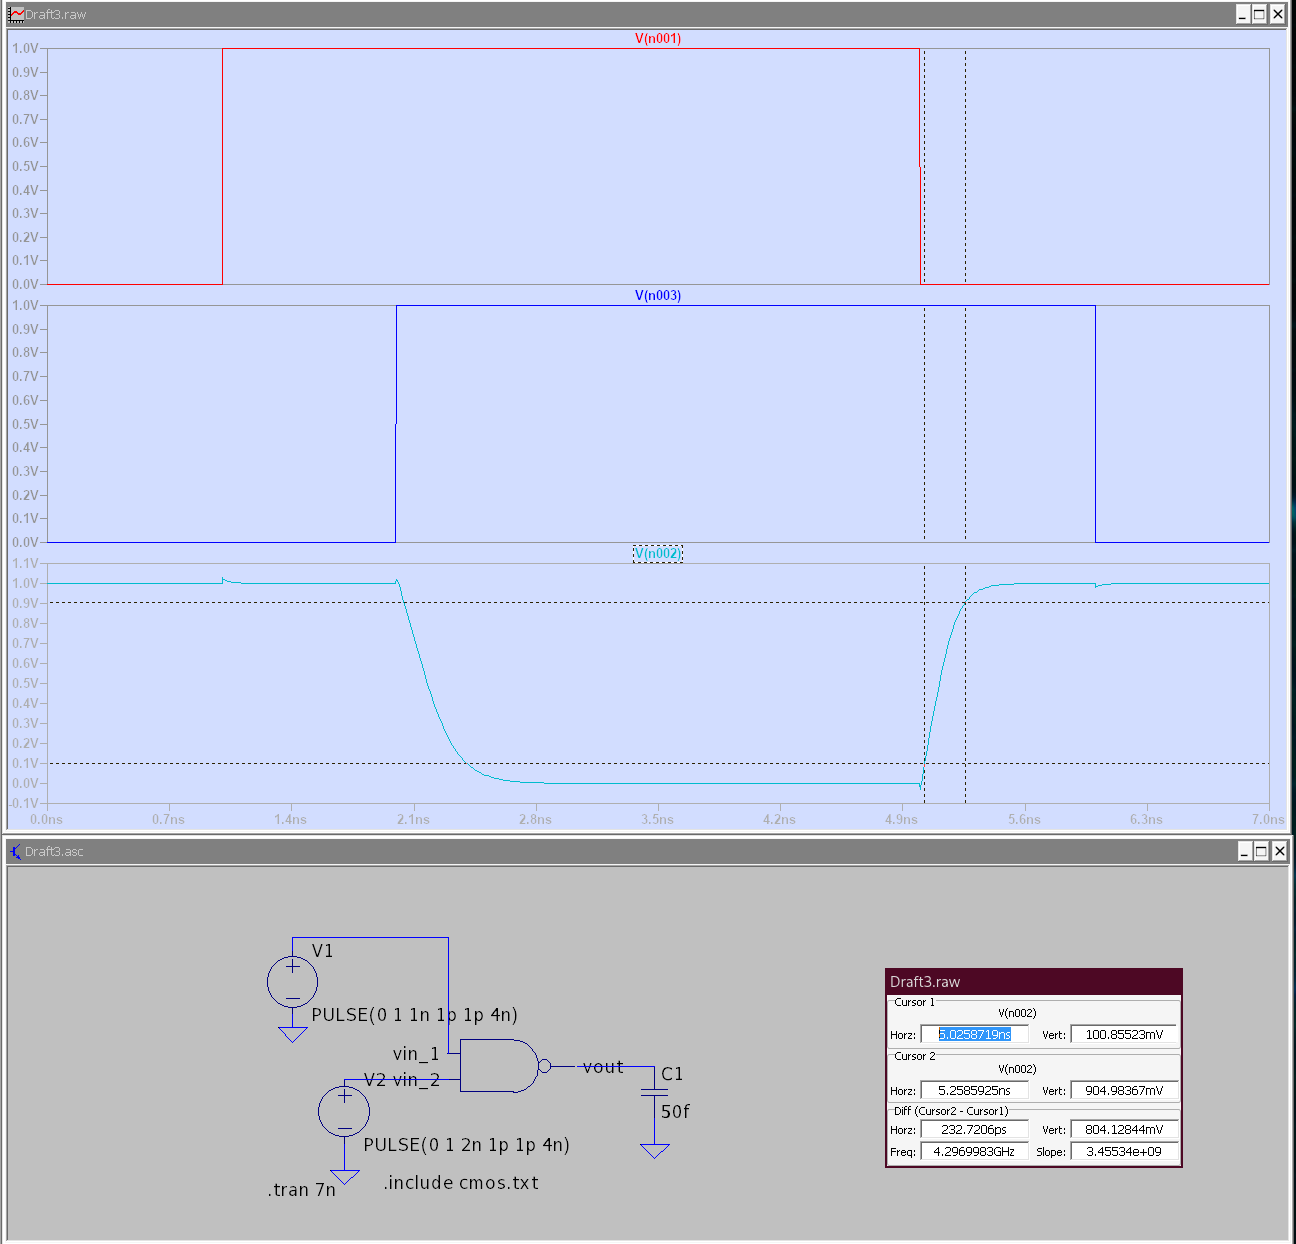 Draft3.raw
V(n001)
1.0V
0.9V
0.8V
0.7V
0.6V
0.5V
0.4V
0.3V
0.2V
0.1V
0.0V
V(n003)
1.0V
0.9V
0.8V
0.7V
0.6V
0.5V
0.4V
0.3V
0.2V
0.1V
0.0V
V(n002)
1.1V
1.0V
0.9V
0.8V
0.7V
0.6V
0.5V
0.4V
0.3V
0.2V
0.1V
0.0V
-0.1V
0.0ns 0.7ns 1.4ns 2.1ns 2.8ns 3.5ns 4.2ns 4.9ns 5.6ns 6.3ns 7.0ns
Draft3.asc
V1
PULSE(0 1 1n 1p 1p 4n)
vin_1
V2 vin_2
vout
C1
50f
PULSE(0 1 2n 1p 1p 4n)
.tran 7n
.include cmos.txt
Draft3.raw
Cursor 1
V(n002)
Horz: 5.0258719ns Vert: 100.85523mV
Cursor 2
V(n002)
Horz: 5.2585925ns Vert: 904.98367mV
Diff (Cursor2 - Cursor1)
Horz: 232.7206ps Vert: 804.12844mV
Freq: 4.2969983GHz Slope: 3.45534e+09